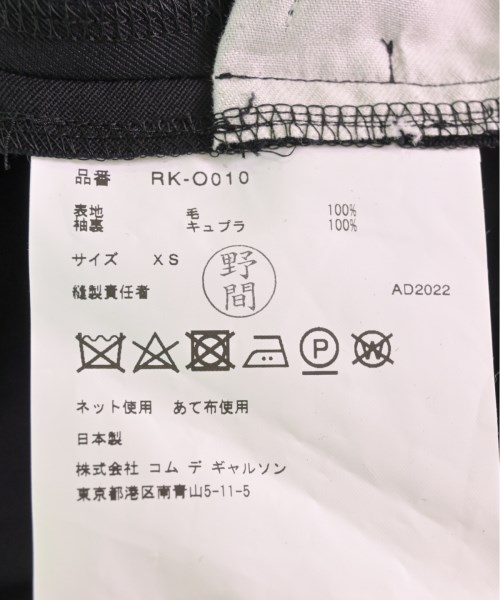 品番 RK-O010
表地 毛 100%
袖裏 キュプラ 100%
サイズ XS
野間
縫製責任者 AD2022
P W
ネット使用 あて布使用
日本製
株式会社 コム デ ギャルソン
東京都港区南青山5-11-5